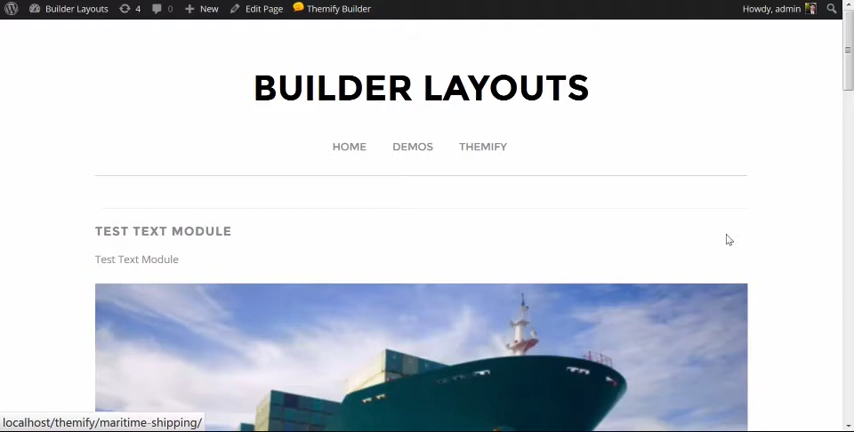 Builder Layouts 4 0 New Edit Page Themify Builder Howdy, admin
BUILDER LAYOUTS
HOME DEMOS THEMIFY
TEST TEXT MODULE
Test Text Module
localhost/themify/maritime-shipping/